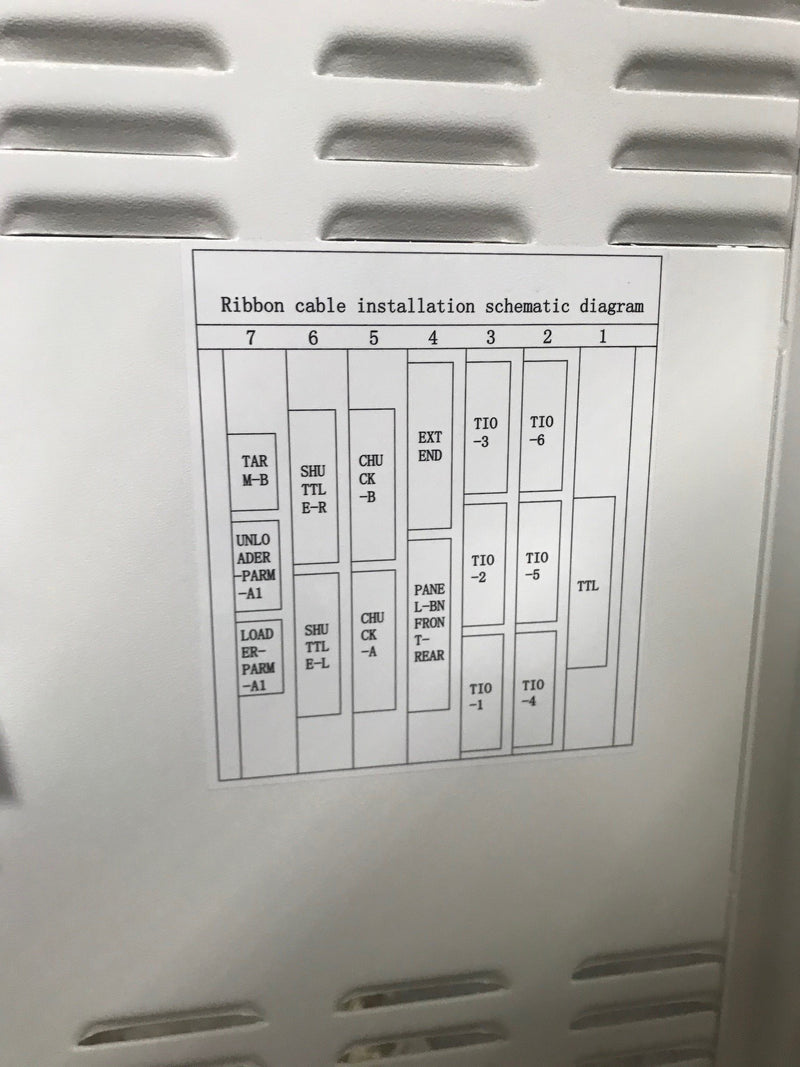 Ribbon cable installation schematic diagram
7 6 5 4 3 2 1
TAR
M-B
UNLO
ADER
-PARM
-A1
LOAD
ER-
PARM
-A1
SHU
TTL
E-R
SHU
TTL
E-L
CHU
CK
-B
CHU
CK
-A
EXT
END
PANE
L-BN
FRON
T-
REAR
TIO
-3
TIO
-2
TIO
-1
TIO
-6
TIO
-5
TIO
-4
TTL